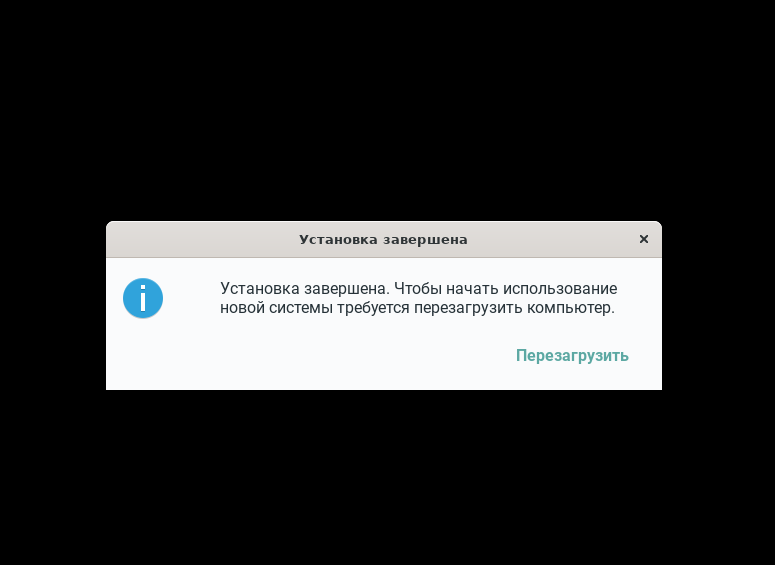 Установка завершена
Установка завершена. Чтобы начать использование
новой системы требуется перезагрузить компьютер.
Перезагрузить